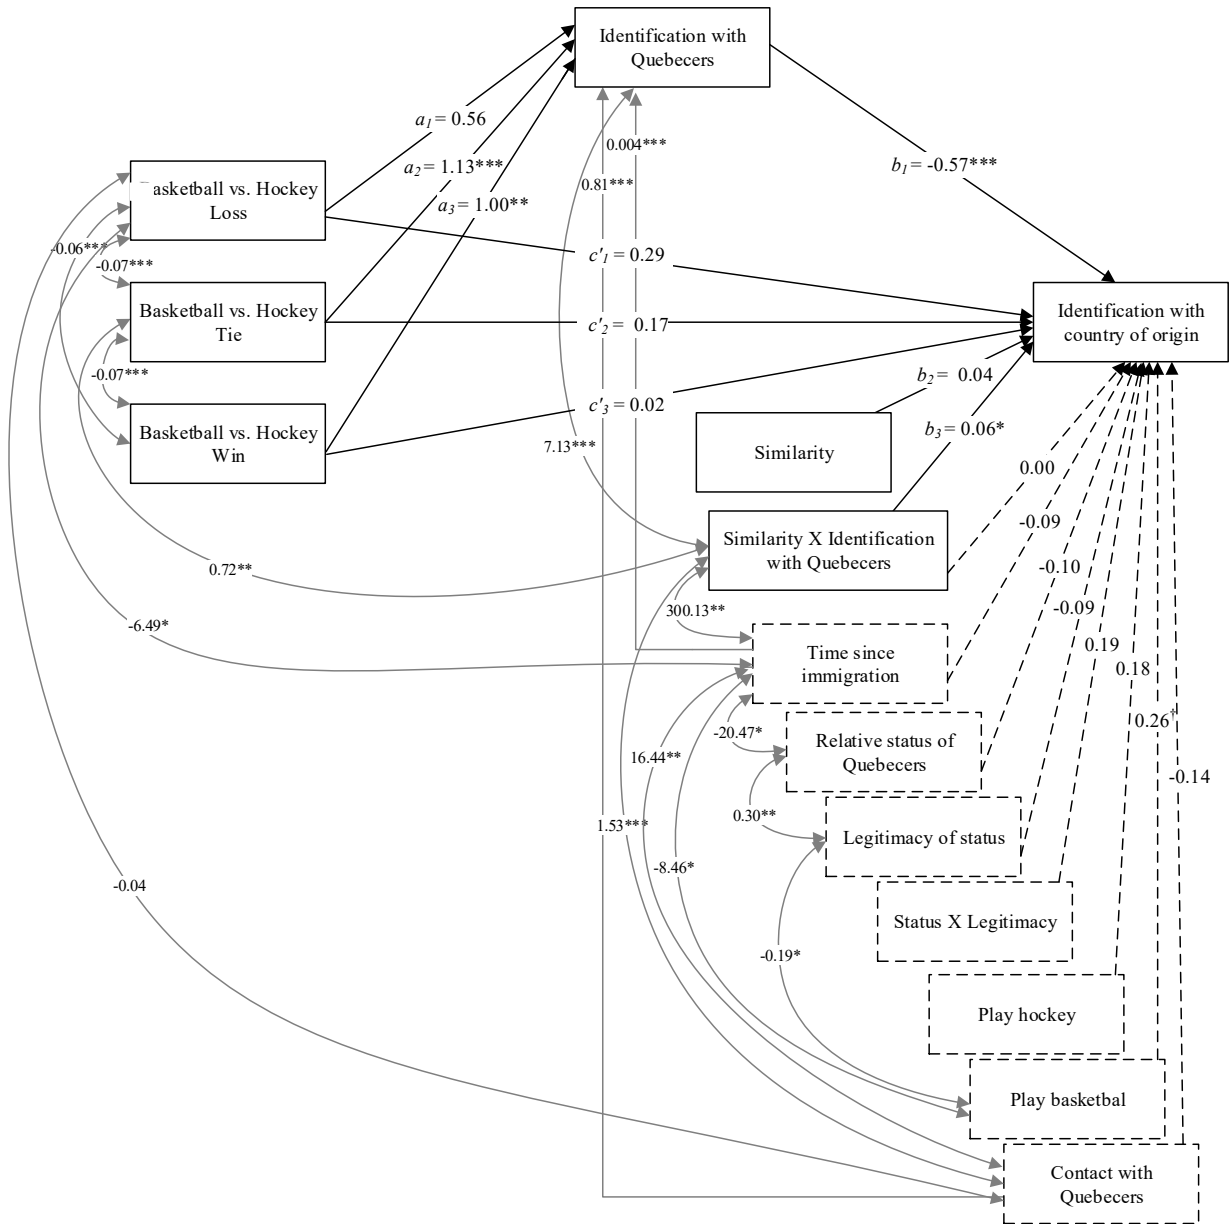 Identification with
Quebecers
a1 = 0.56
a2 = 1.13***
a3 = 1.00**
0.004***
0.81***
b1 = -0.57***
asketball vs. Hockey
Loss
-0.06***
-0.07***
c'1 = 0.29
Basketball vs. Hockey
Tie
c'2 = 0.17
Identification with
country of origin
-0.07***
b2 = 0.04
c'3 = 0.02
Basketball vs. Hockey
Win
b3 = 0.06*
7.13***
Similarity
0.00
-0.09
Similarity X Identification
with Quebecers
0.72**
-0.10
300.13**
-0.09
-6.49*
Time since
immigration
0.19
0.18
-20.47*
0.26†
Relative status of
Quebecers
16.44**
-0.14
0.30**
1.53***
Legitimacy of status
-8.46*
-0.04
Status X Legitimacy
-0.19*
Play hockey
Play basketbal
Contact with
Quebecers